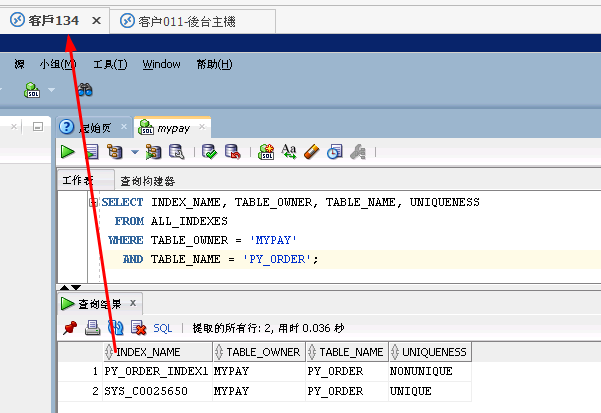 客戶134
客户011-後台主機
源 小组(M) 工具(T) Window 帮助(H)
SQL
起始页 mypay
工作表 查询构建器
SELECT INDEX_NAME, TABLE_OWNER, TABLE_NAME, UNIQUENESS
FROM ALL_INDEXES
WHERE TABLE_OWNER = 'MYPAY'
AND TABLE_NAME = 'PY_ORDER';
查询结果
SQL 提取的所有行: 2, 用时 0.036 秒
INDEX_NAME TABLE_OWNER TABLE_NAME UNIQUENESS
1 PY_ORDER_INDEX1 MYPAY PY_ORDER NONUNIQUE
2 SYS_C0025650 MYPAY PY_ORDER UNIQUE